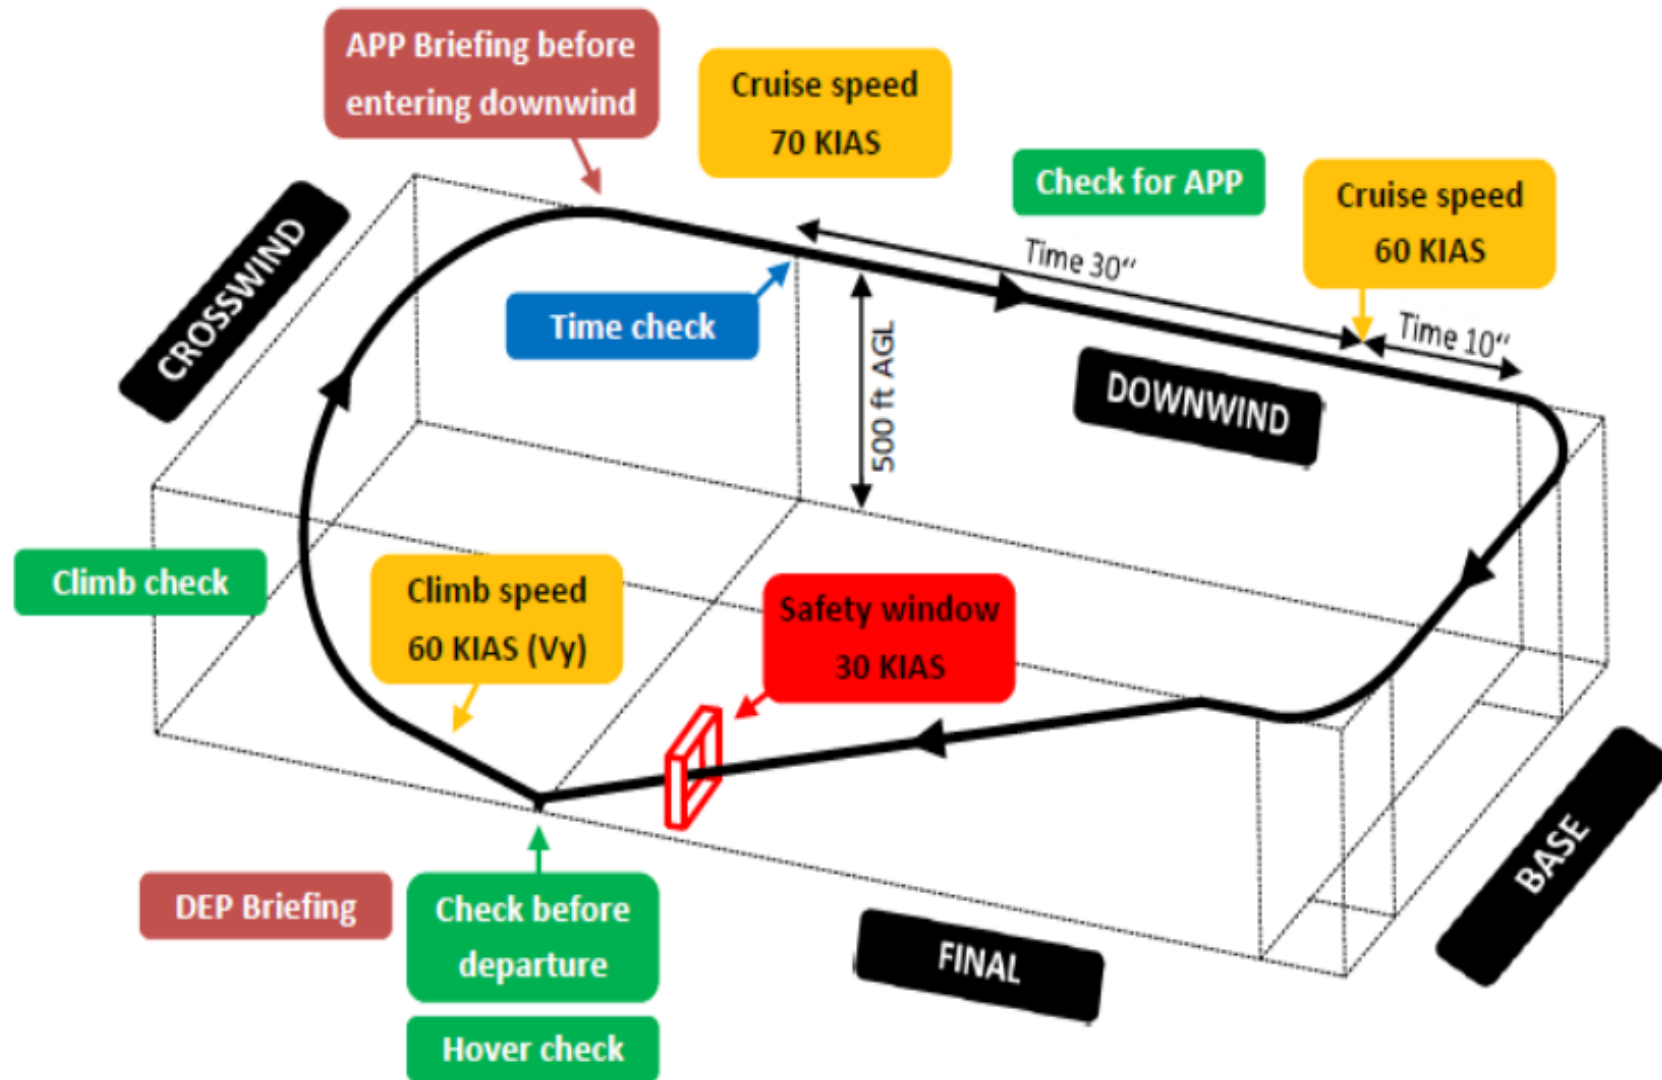 APP Briefing before
entering downwind
Cruise speed
70 KIAS
Check for APP
Cruise speed
60 KIAS
CROSSWIND
Time check
Time 30“
Time 10“
500 ft AGL
DOWNWIND
Climb check
Climb speed
60 KIAS (Vy)
Safety window
30 KIAS
BASE
DEP Briefing
Check before
departure
FINAL
Hover check